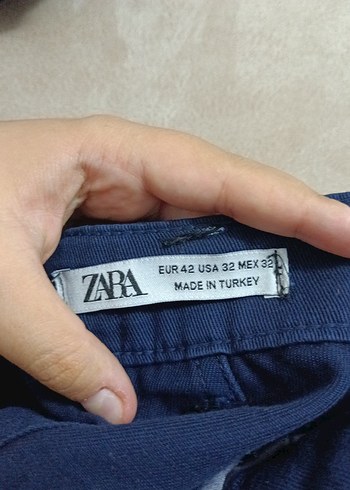 ZARA
EUR 42 USA 32 MEX 32
MADE IN TURKEY